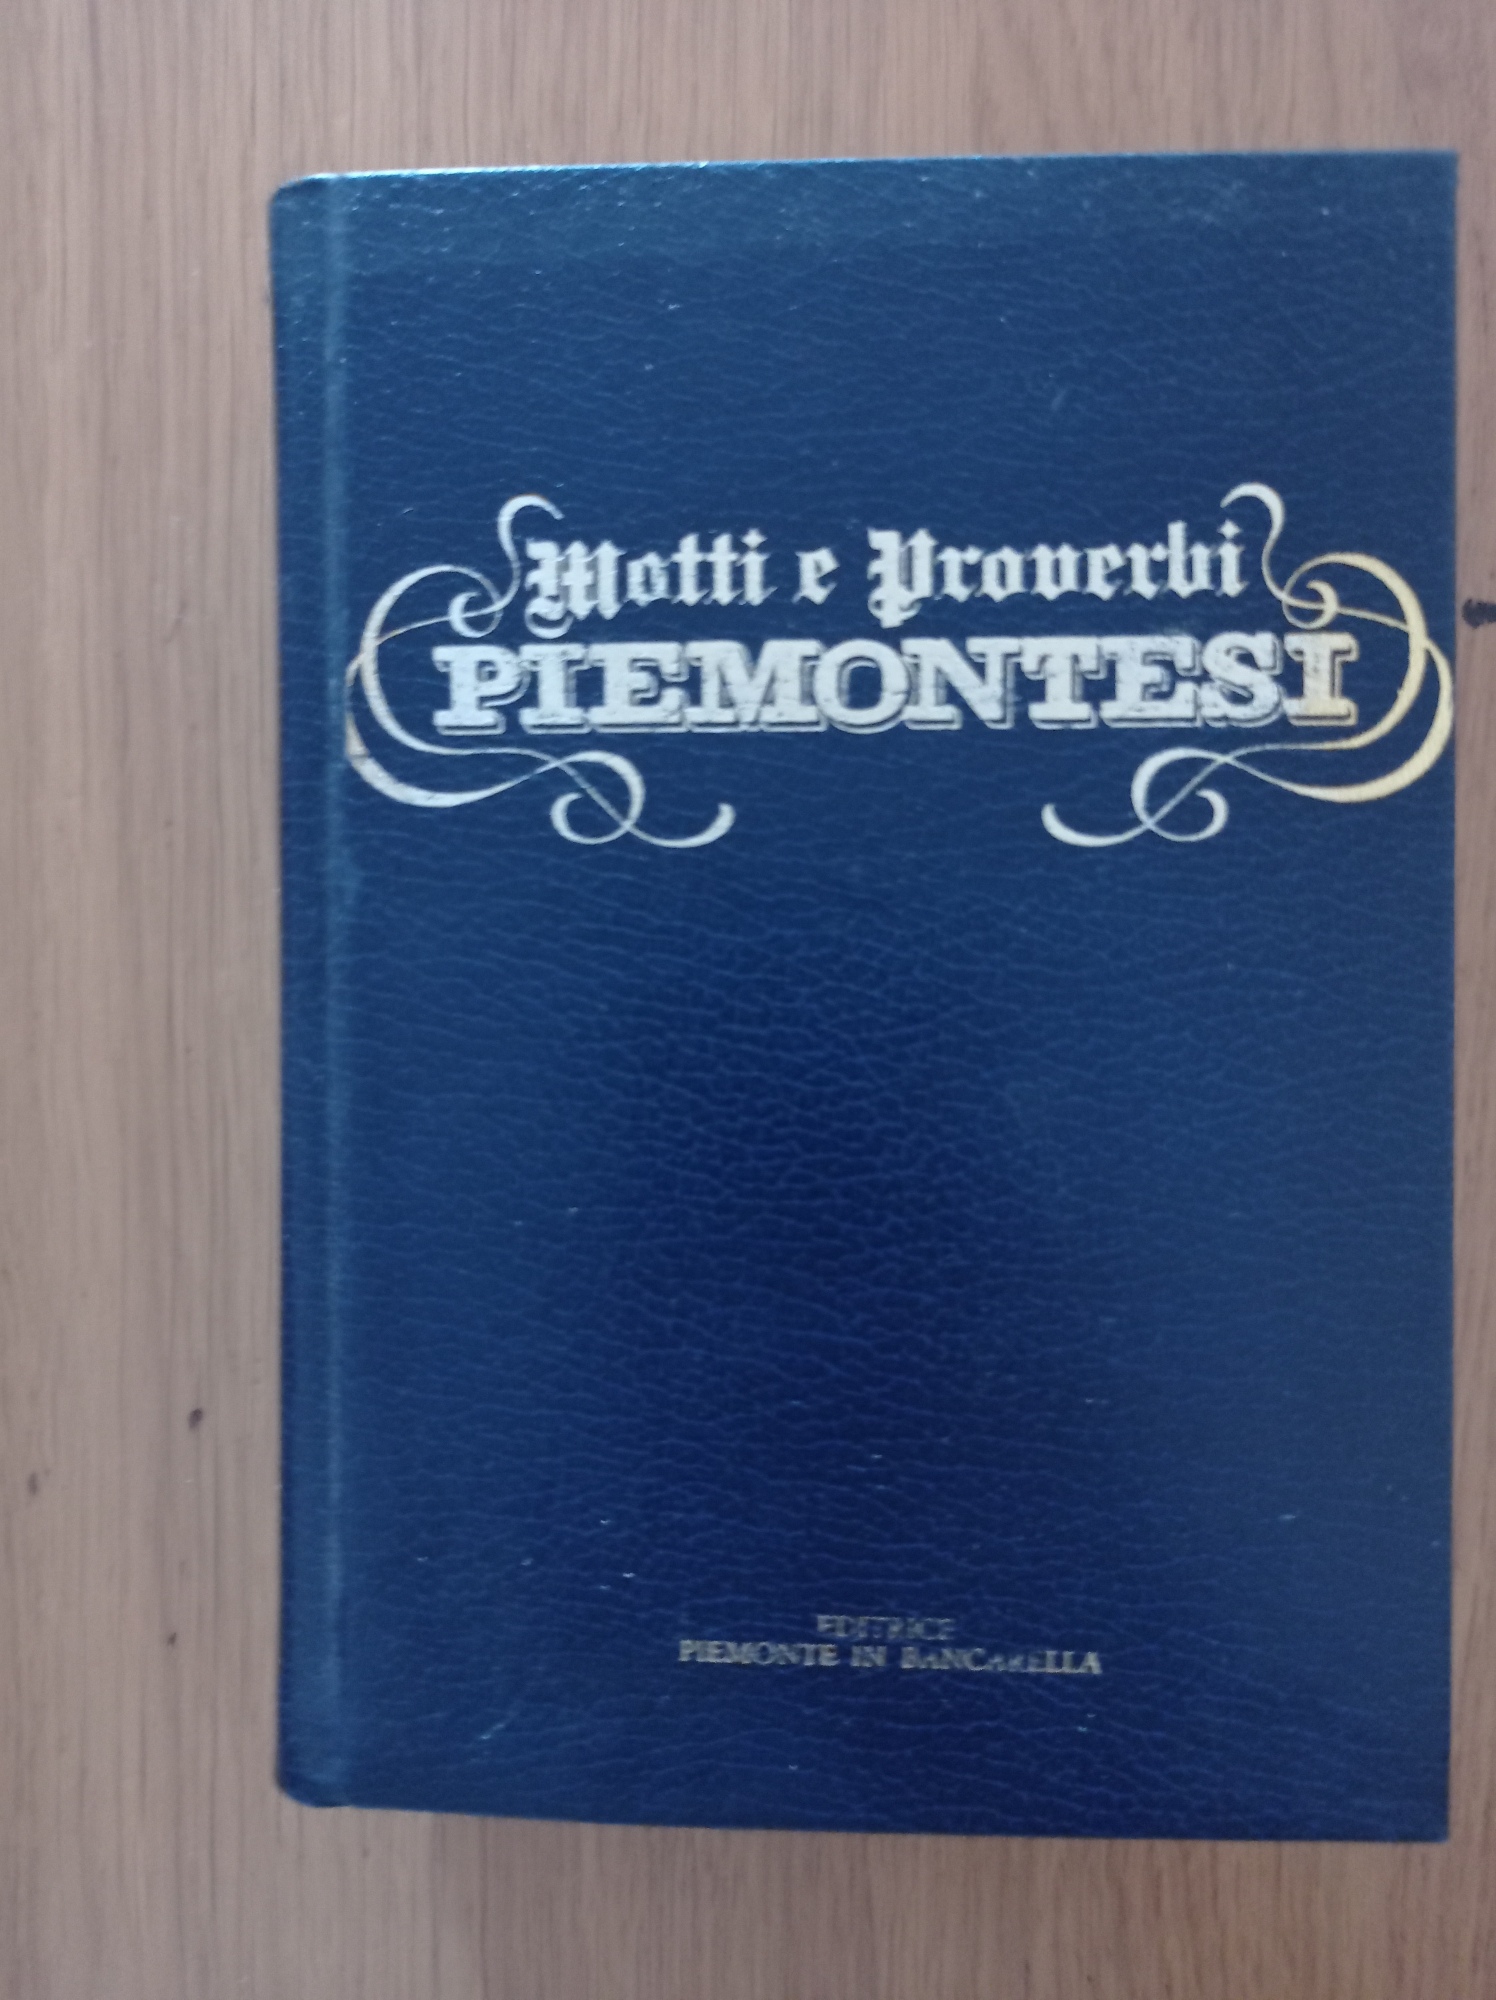 Motti e Proverbi
PIEMONTESI
EDITRICE
PIEMONTE IN BANCARELLA